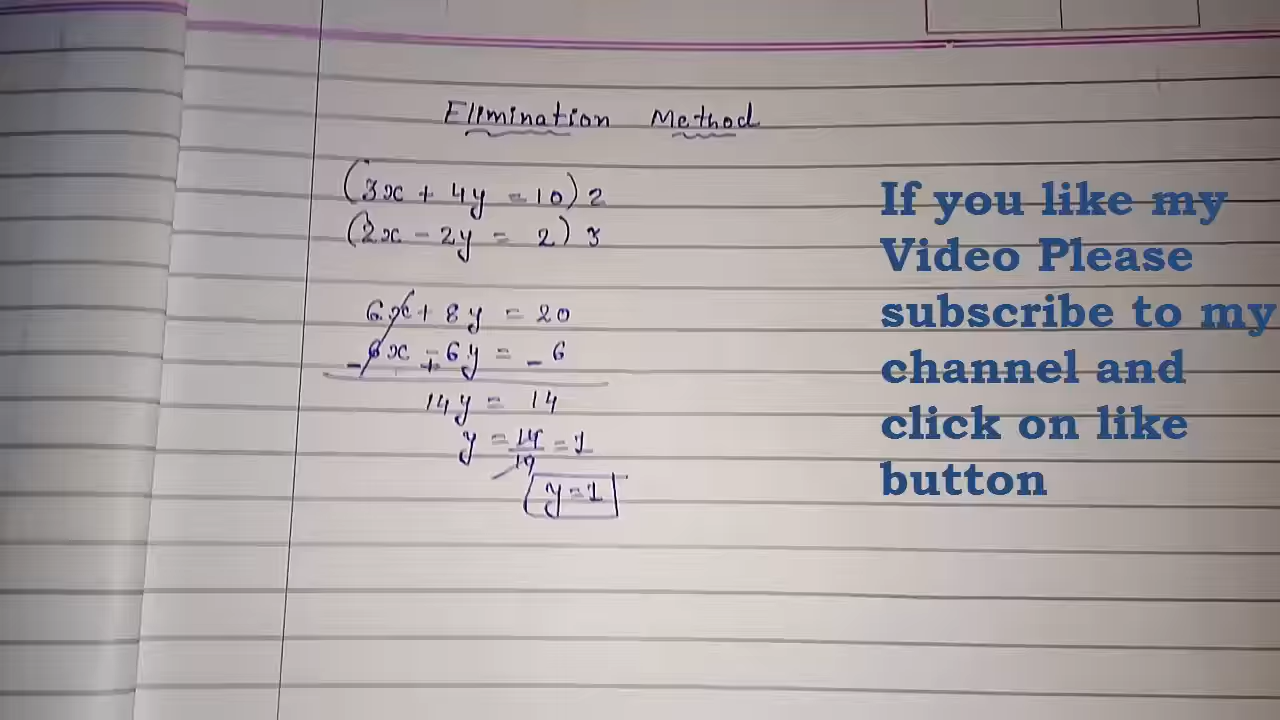 Elimination Method
(3x + 4y = 10) 2
(2x - 2y = 2) 3
6x + 8y = 20
6x - 6y = 6
- + -
14y = 14
y = 14/14 = 1
y = 1
If you like my
Video Please
subscribe to my
channel and
click on like
button